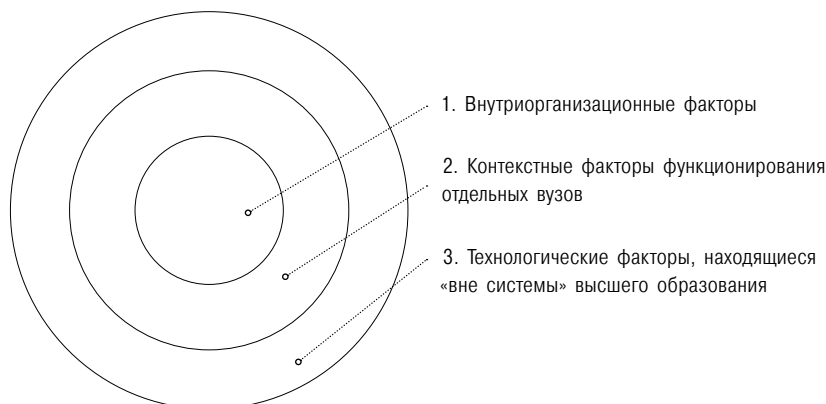 1. Внутриорганизационные факторы
2. Контекстные факторы функционирования
отдельных вузов
3. Технологические факторы, находящиеся
«вне системы» высшего образования